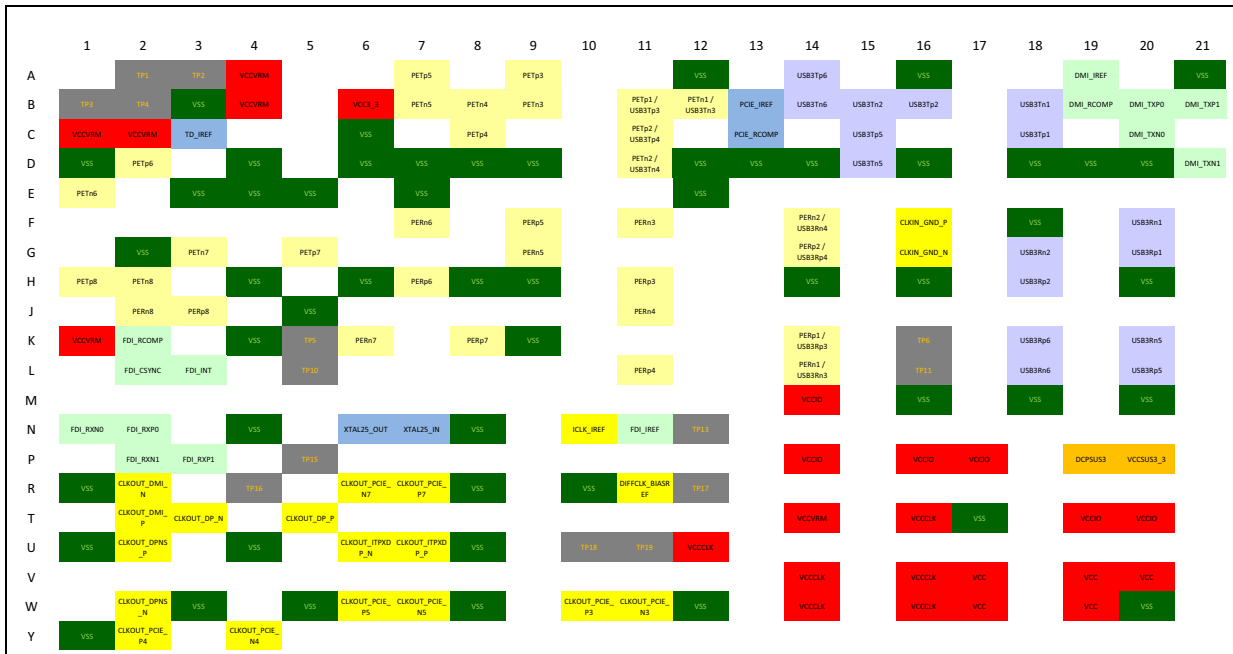 1 2 3 4 5 6 7 8 9 10 11 12 13 14 15 16 17 18 19 20 21
A TP1 TP2 VCCVRM PETp5 PETp3 VSS USB3Tp6 VSS DMI_IREF VSS
B TP3 TP4 VSS VCCVRM VCC3_3 PETn5 PETn4 PETn3 PETp1 / USB3Tp3 PETn1 / USB3Tn3 PCIE_IREF USB3Tn6 USB3Tn2 USB3Tp2 USB3Tn1 DMI_RCOMP DMI_TXP0 DMI_TXP1
C VCCVRM VCCVRM TD_IREF VSS PETp4 PETp2 / USB3Tp4 PCIE_RCOMP USB3Tp5 USB3Tp1 DMI_TXN0
D VSS PETp6 VSS VSS VSS VSS VSS PETn2 / USB3Tn4 VSS VSS VSS USB3Tn5 VSS VSS VSS VSS DMI_TXN1
E PETn6 VSS VSS VSS VSS VSS
F PERn6 PERp5 PERn3 PERn2 / USB3Rn4 CLKIN_GND_P VSS USB3Rn1
G VSS PETn7 PETp7 PERn5 PERp2 / USB3Rp4 CLKIN_GND_N USB3Rn2 USB3Rp1
H PETp8 PETn8 VSS VSS PERp6 VSS VSS PERp3 VSS VSS USB3Rp2 VSS
J PERn8 PERp8 VSS PERn4
K VCCVRM FDI_RCOMP VSS TP5 PERn7 PERp7 VSS PERp1 / USB3Rp3 TP6 USB3Rp6 USB3Rn5
L FDI_CSYNC FDI_INT TP10 PERp4 PERn1 / USB3Rn3 TP11 USB3Rn6 USB3Rp5
M VCCIO VSS VSS VSS
N FDI_RXN0 FDI_RXP0 VSS XTAL25_OUT XTAL25_IN VSS ICLK_IREF FDI_IREF TP13
P FDI_RXN1 FDI_RXP1 TP15 VCCIO VCCIO VCCIO DCPSUS3 VCCSUS3_3
R VSS CLKOUT_DMI_N TP16 CLKOUT_PCIE_N7 CLKOUT_PCIE_P7 VSS VSS DIFFCLK_BIASREF TP17
T CLKOUT_DMI_P CLKOUT_DP_N CLKOUT_DP_P VCCVRM VCCCLK VSS VCCIO VCCIO
U VSS CLKOUT_DPNS_P VSS CLKOUT_ITPXDP_N CLKOUT_ITPXDP_P VSS TP18 TP19 VCCCLK
V VCCCLK VCCCLK VCC VCC VCC
W CLKOUT_DPNS_N VSS VSS CLKOUT_PCIE_P5 CLKOUT_PCIE_N5 VSS CLKOUT_PCIE_P3 CLKOUT_PCIE_N3 VSS VCCCLK VCCCLK VCC VCC VSS
Y VSS CLKOUT_PCIE_P4 CLKOUT_PCIE_N4